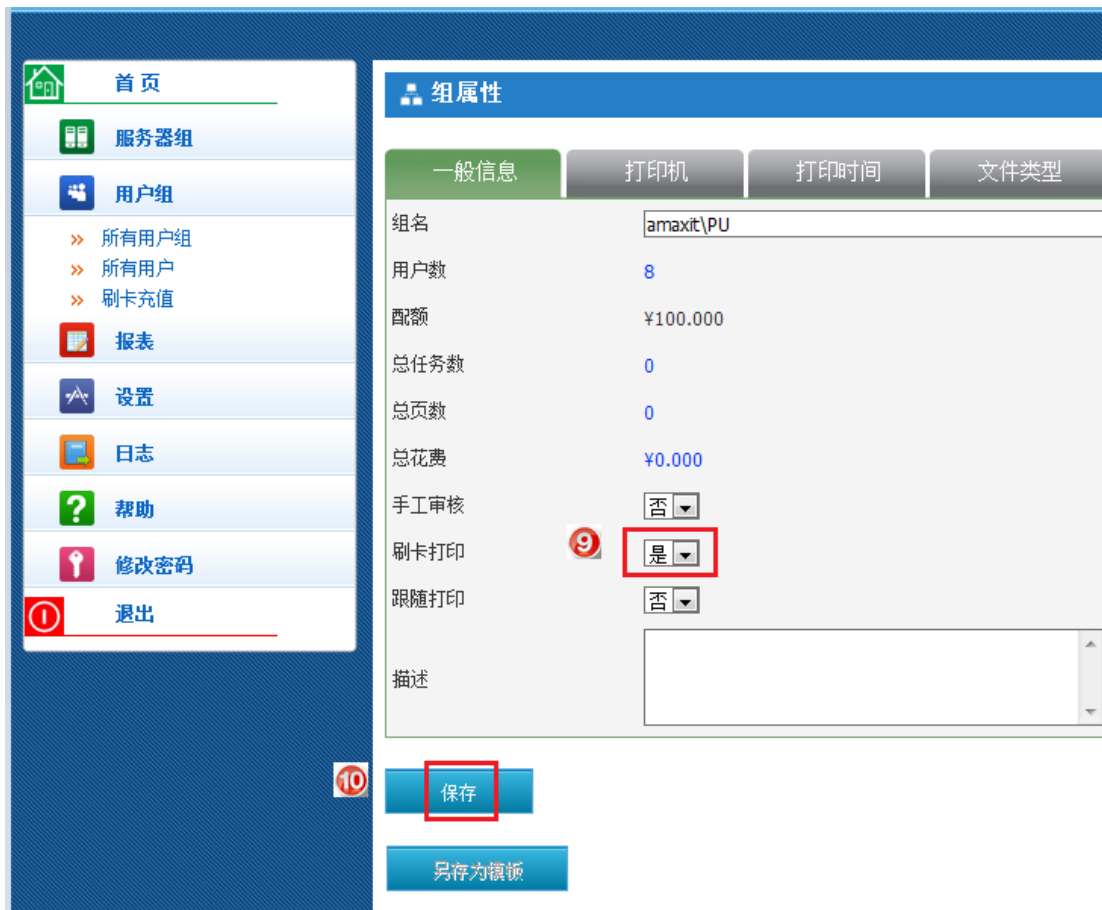 首 页
服务器组
用户组
所有用户组
所有用户
刷卡充值
报表
设置
日志
帮助
修改密码
退出
组属性
一般信息 打印机 打印时间 文件类型
组名 amaxit\PU
用户数 8
配额 ¥100.000
总任务数 0
总页数 0
总花费 ¥0.000
手工审核 否
刷卡打印 9 是
跟随打印 否
描述
10 保存
另存为模板